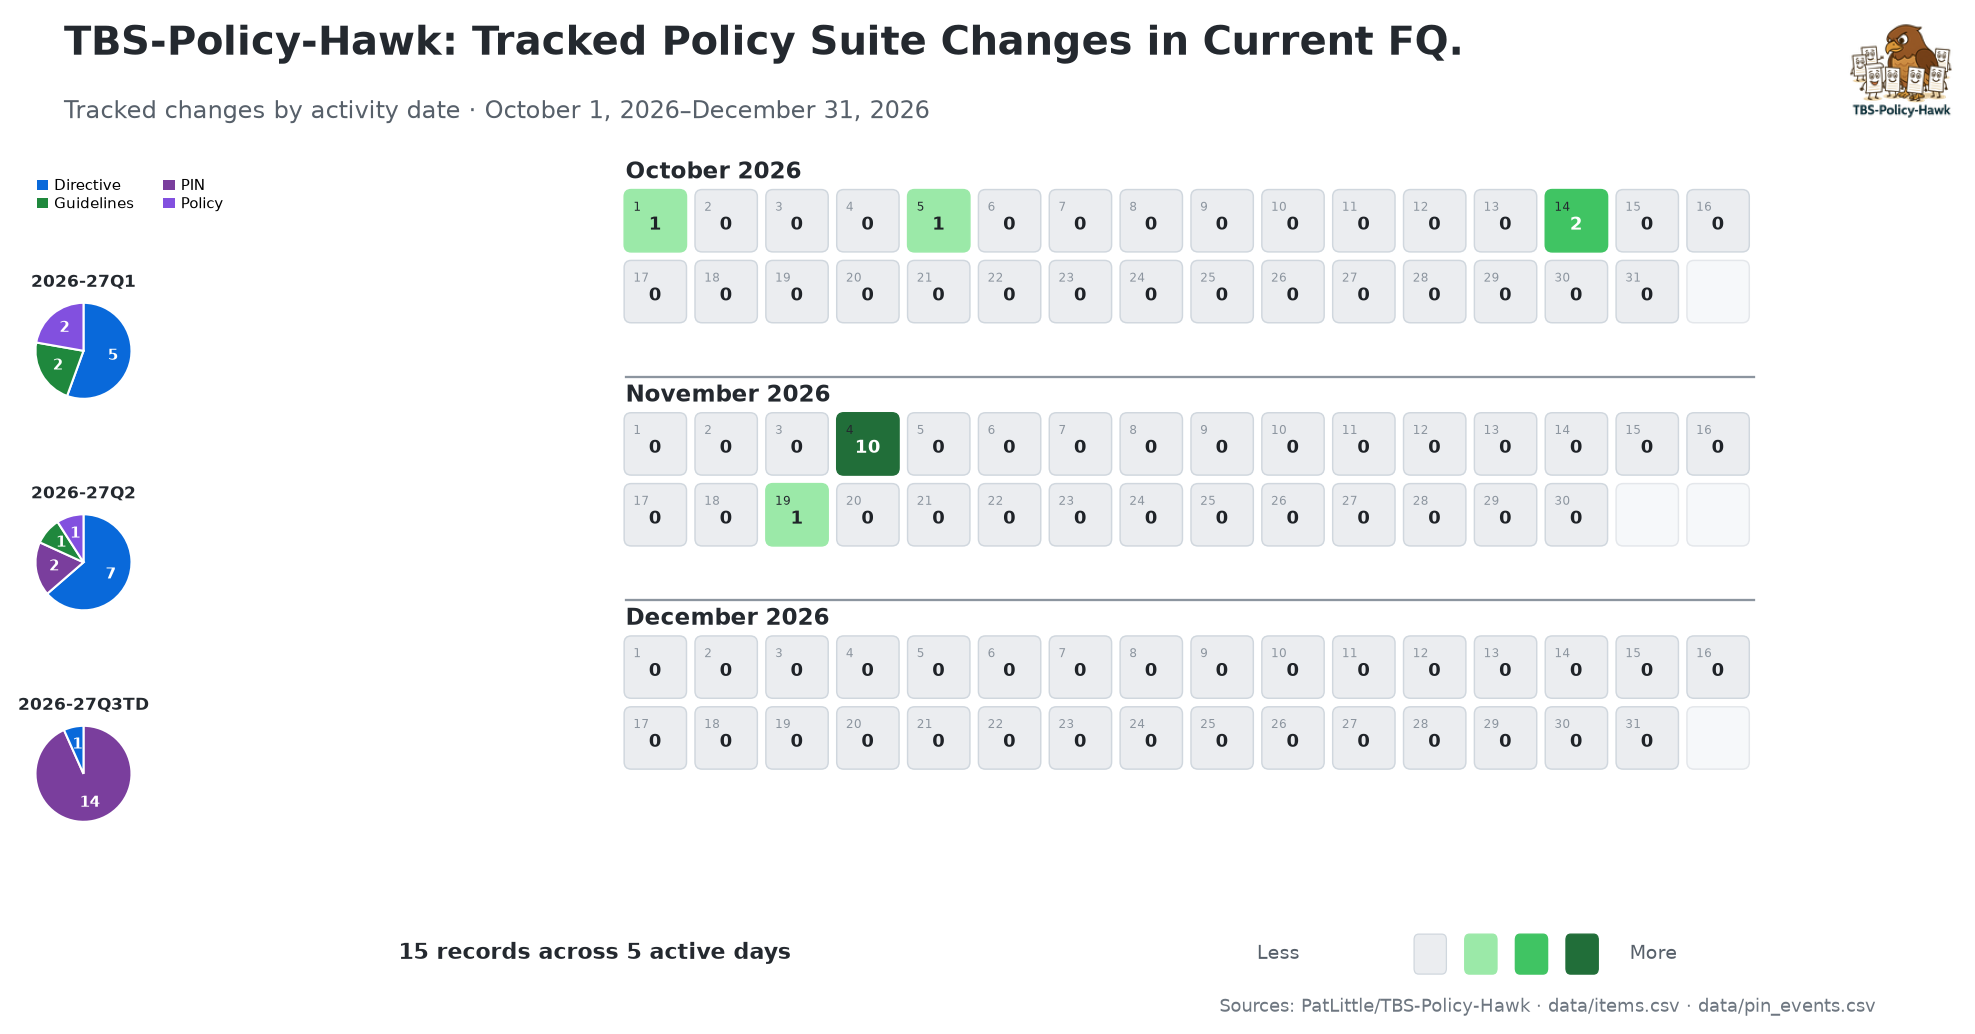 TBS-Policy-Hawk: Tracked Policy Suite Changes in Current FQ.
Tracked changes by activity date · October 1, 2026–December 31, 2026
TBS-Policy-Hawk
Directive PIN
Guidelines Policy
2026-27Q1
2 5
2
2026-27Q2
1 1
2 7
2026-27Q3TD
1
14
October 2026
1 2 3 4 5 6 7 8 9 10 11 12 13 14 15 16
1 0 0 0 1 0 0 0 0 0 0 0 0 2 0 0
17 18 19 20 21 22 23 24 25 26 27 28 29 30 31
0 0 0 0 0 0 0 0 0 0 0 0 0 0 0
November 2026
1 2 3 4 5 6 7 8 9 10 11 12 13 14 15 16
0 0 0 10 0 0 0 0 0 0 0 0 0 0 0 0
17 18 19 20 21 22 23 24 25 26 27 28 29 30
0 0 1 0 0 0 0 0 0 0 0 0 0 0
December 2026
1 2 3 4 5 6 7 8 9 10 11 12 13 14 15 16
0 0 0 0 0 0 0 0 0 0 0 0 0 0 0 0
17 18 19 20 21 22 23 24 25 26 27 28 29 30 31
0 0 0 0 0 0 0 0 0 0 0 0 0 0 0
15 records across 5 active days
Less More
Sources: PatLittle/TBS-Policy-Hawk · data/items.csv · data/pin_events.csv